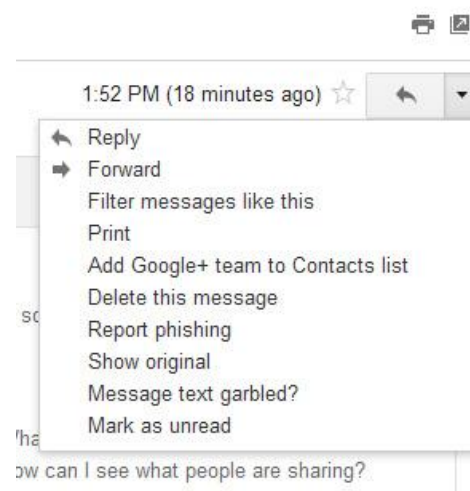 1:52 PM (18 minutes ago)
Reply
Forward
Filter messages like this
Print
Add Google+ team to Contacts list
Delete this message
Report phishing
Show original
Message text garbled?
Mark as unread
ow can I see what people are sharing?